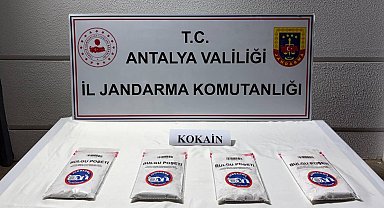 T.C.
ANTALYA VALİLİĞİ
İL JANDARMA KOMUTANLIĞI
KOKAİN
BULGU POŞETİ
BULGU POŞETİ
BULGU POŞETİ
BULGU POŞETİ